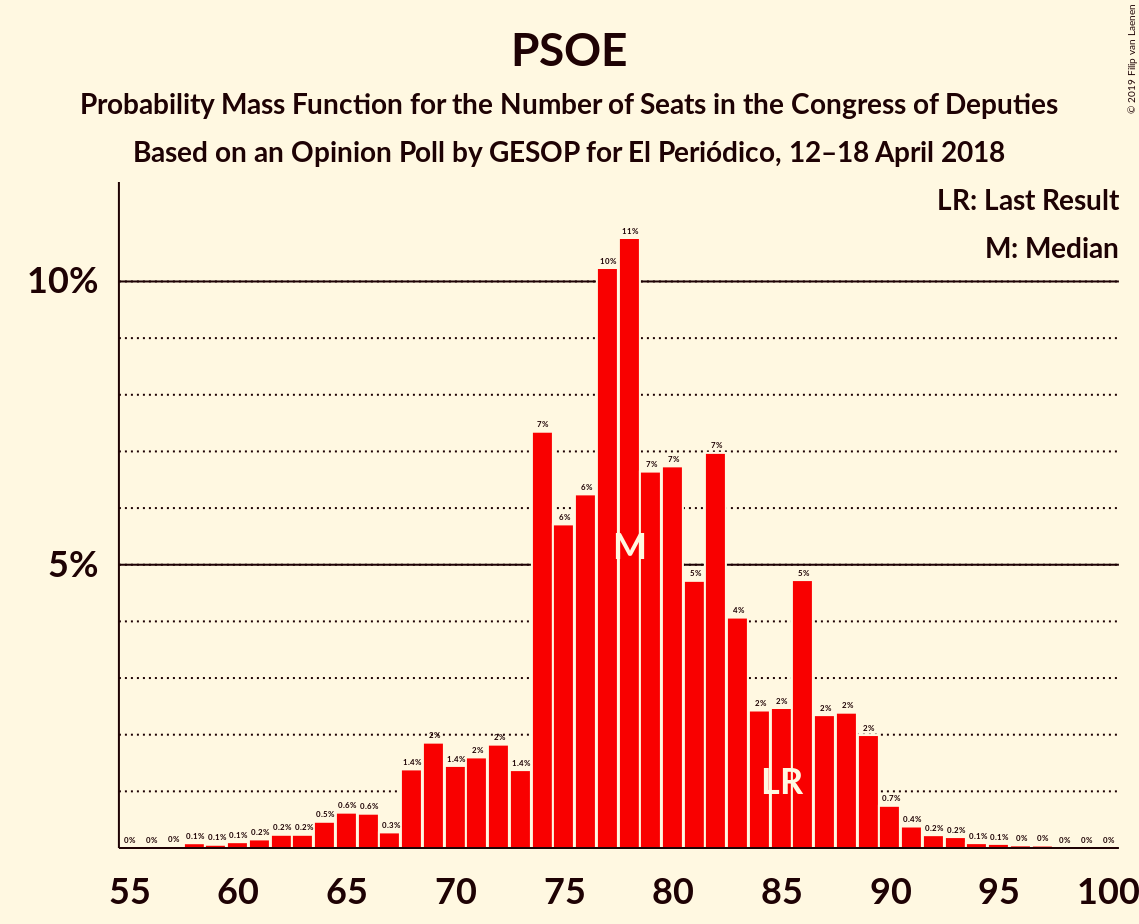 PSOE
Probability Mass Function for the Number of Seats in the Congress of Deputies
Based on an Opinion Poll by GESOP for El Periódico, 12–18 April 2018
© 2019 Filip van Laenen
LR: Last Result
M: Median
10%
5%
0% 0% 0% 0.1% 0.1% 0.1% 0.2% 0.2% 0.2% 0.5% 0.6% 0.6% 0.3% 1.4% 2% 1.4% 2% 2% 1.4% 7% 6% 6% 10% 11% 7% 7% 5% 7% 4% 2% 2% 5% 2% 2% 2% 0.7% 0.4% 0.2% 0.2% 0.1% 0.1% 0% 0% 0% 0% 0%
M
LR
55 60 65 70 75 80 85 90 95 100